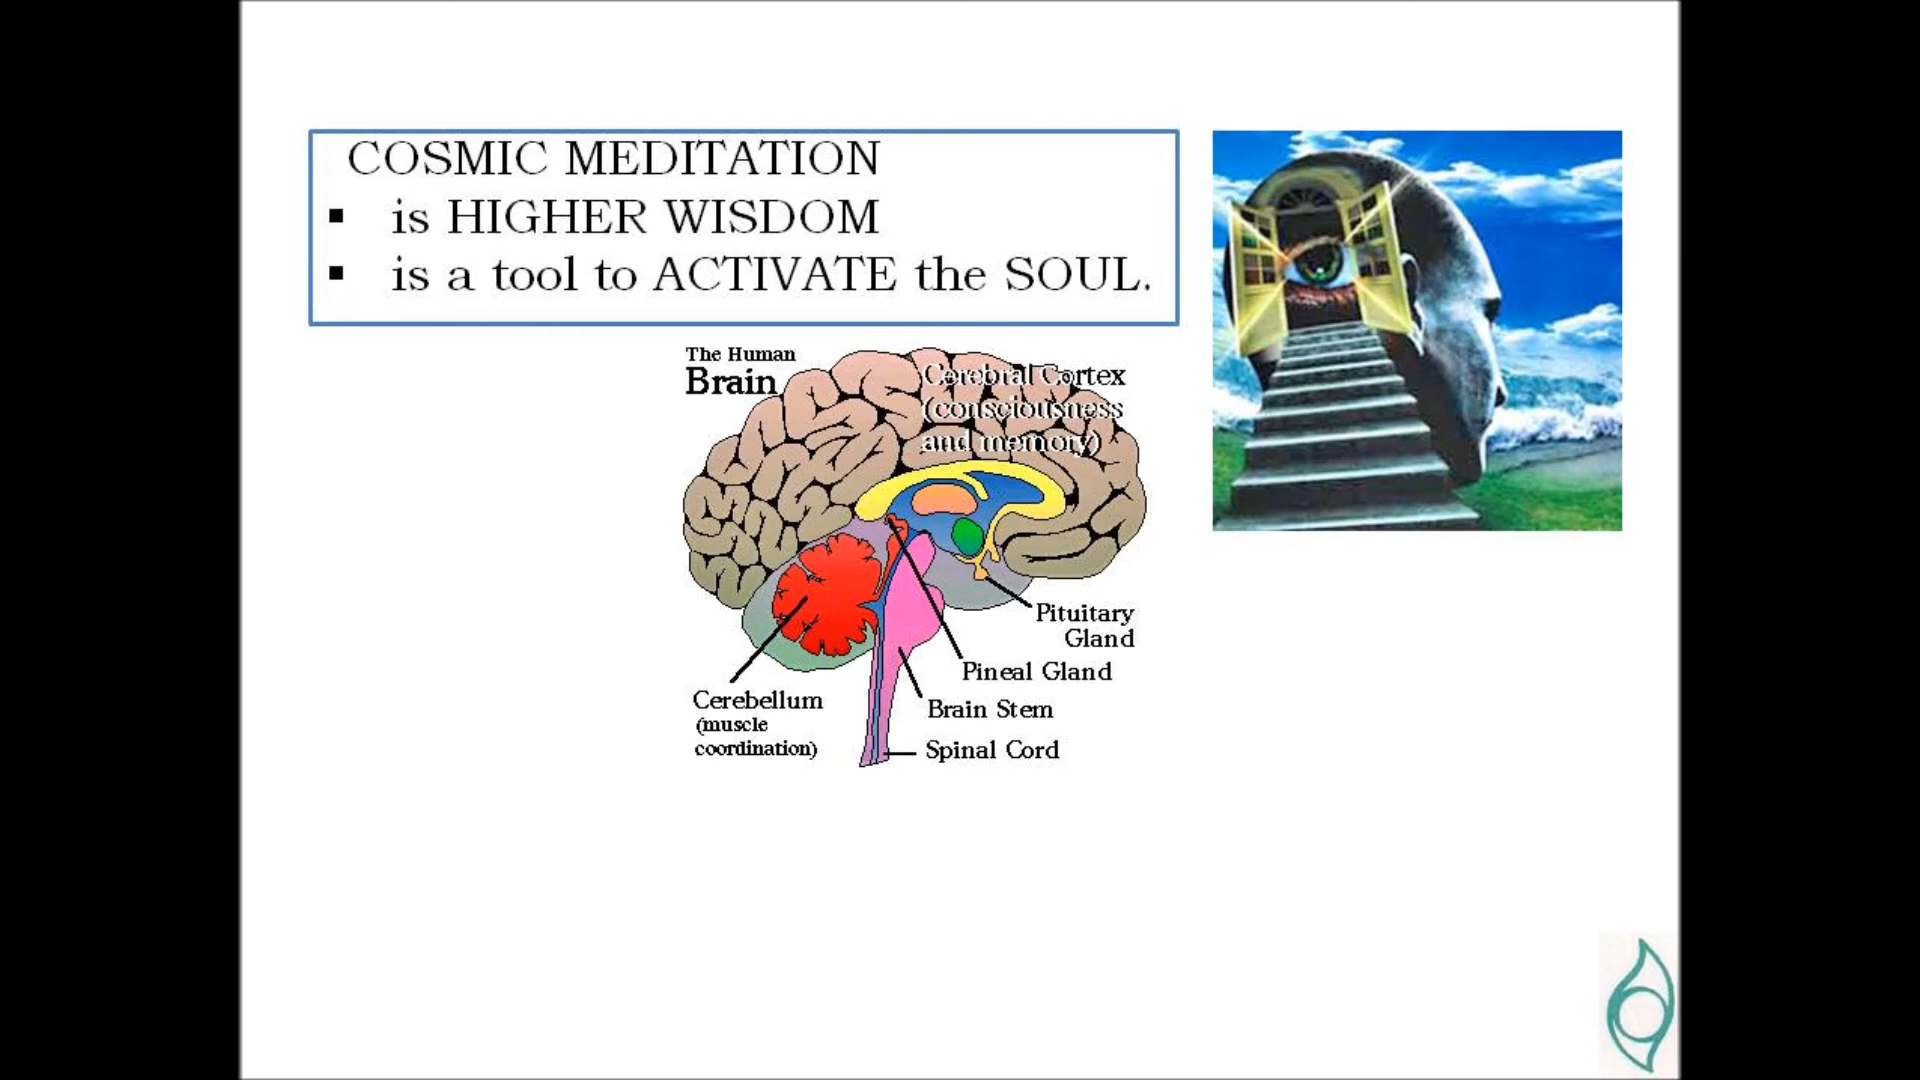 COSMIC MEDITATION
▪ is HIGHER WISDOM
▪ is a tool to ACTIVATE the SOUL.
The Human
Brain
Cerebral Cortex
(consciousness
and memory)
Pituitary
Gland
Pineal Gland
Cerebellum
(muscle
coordination)
Brain Stem
Spinal Cord